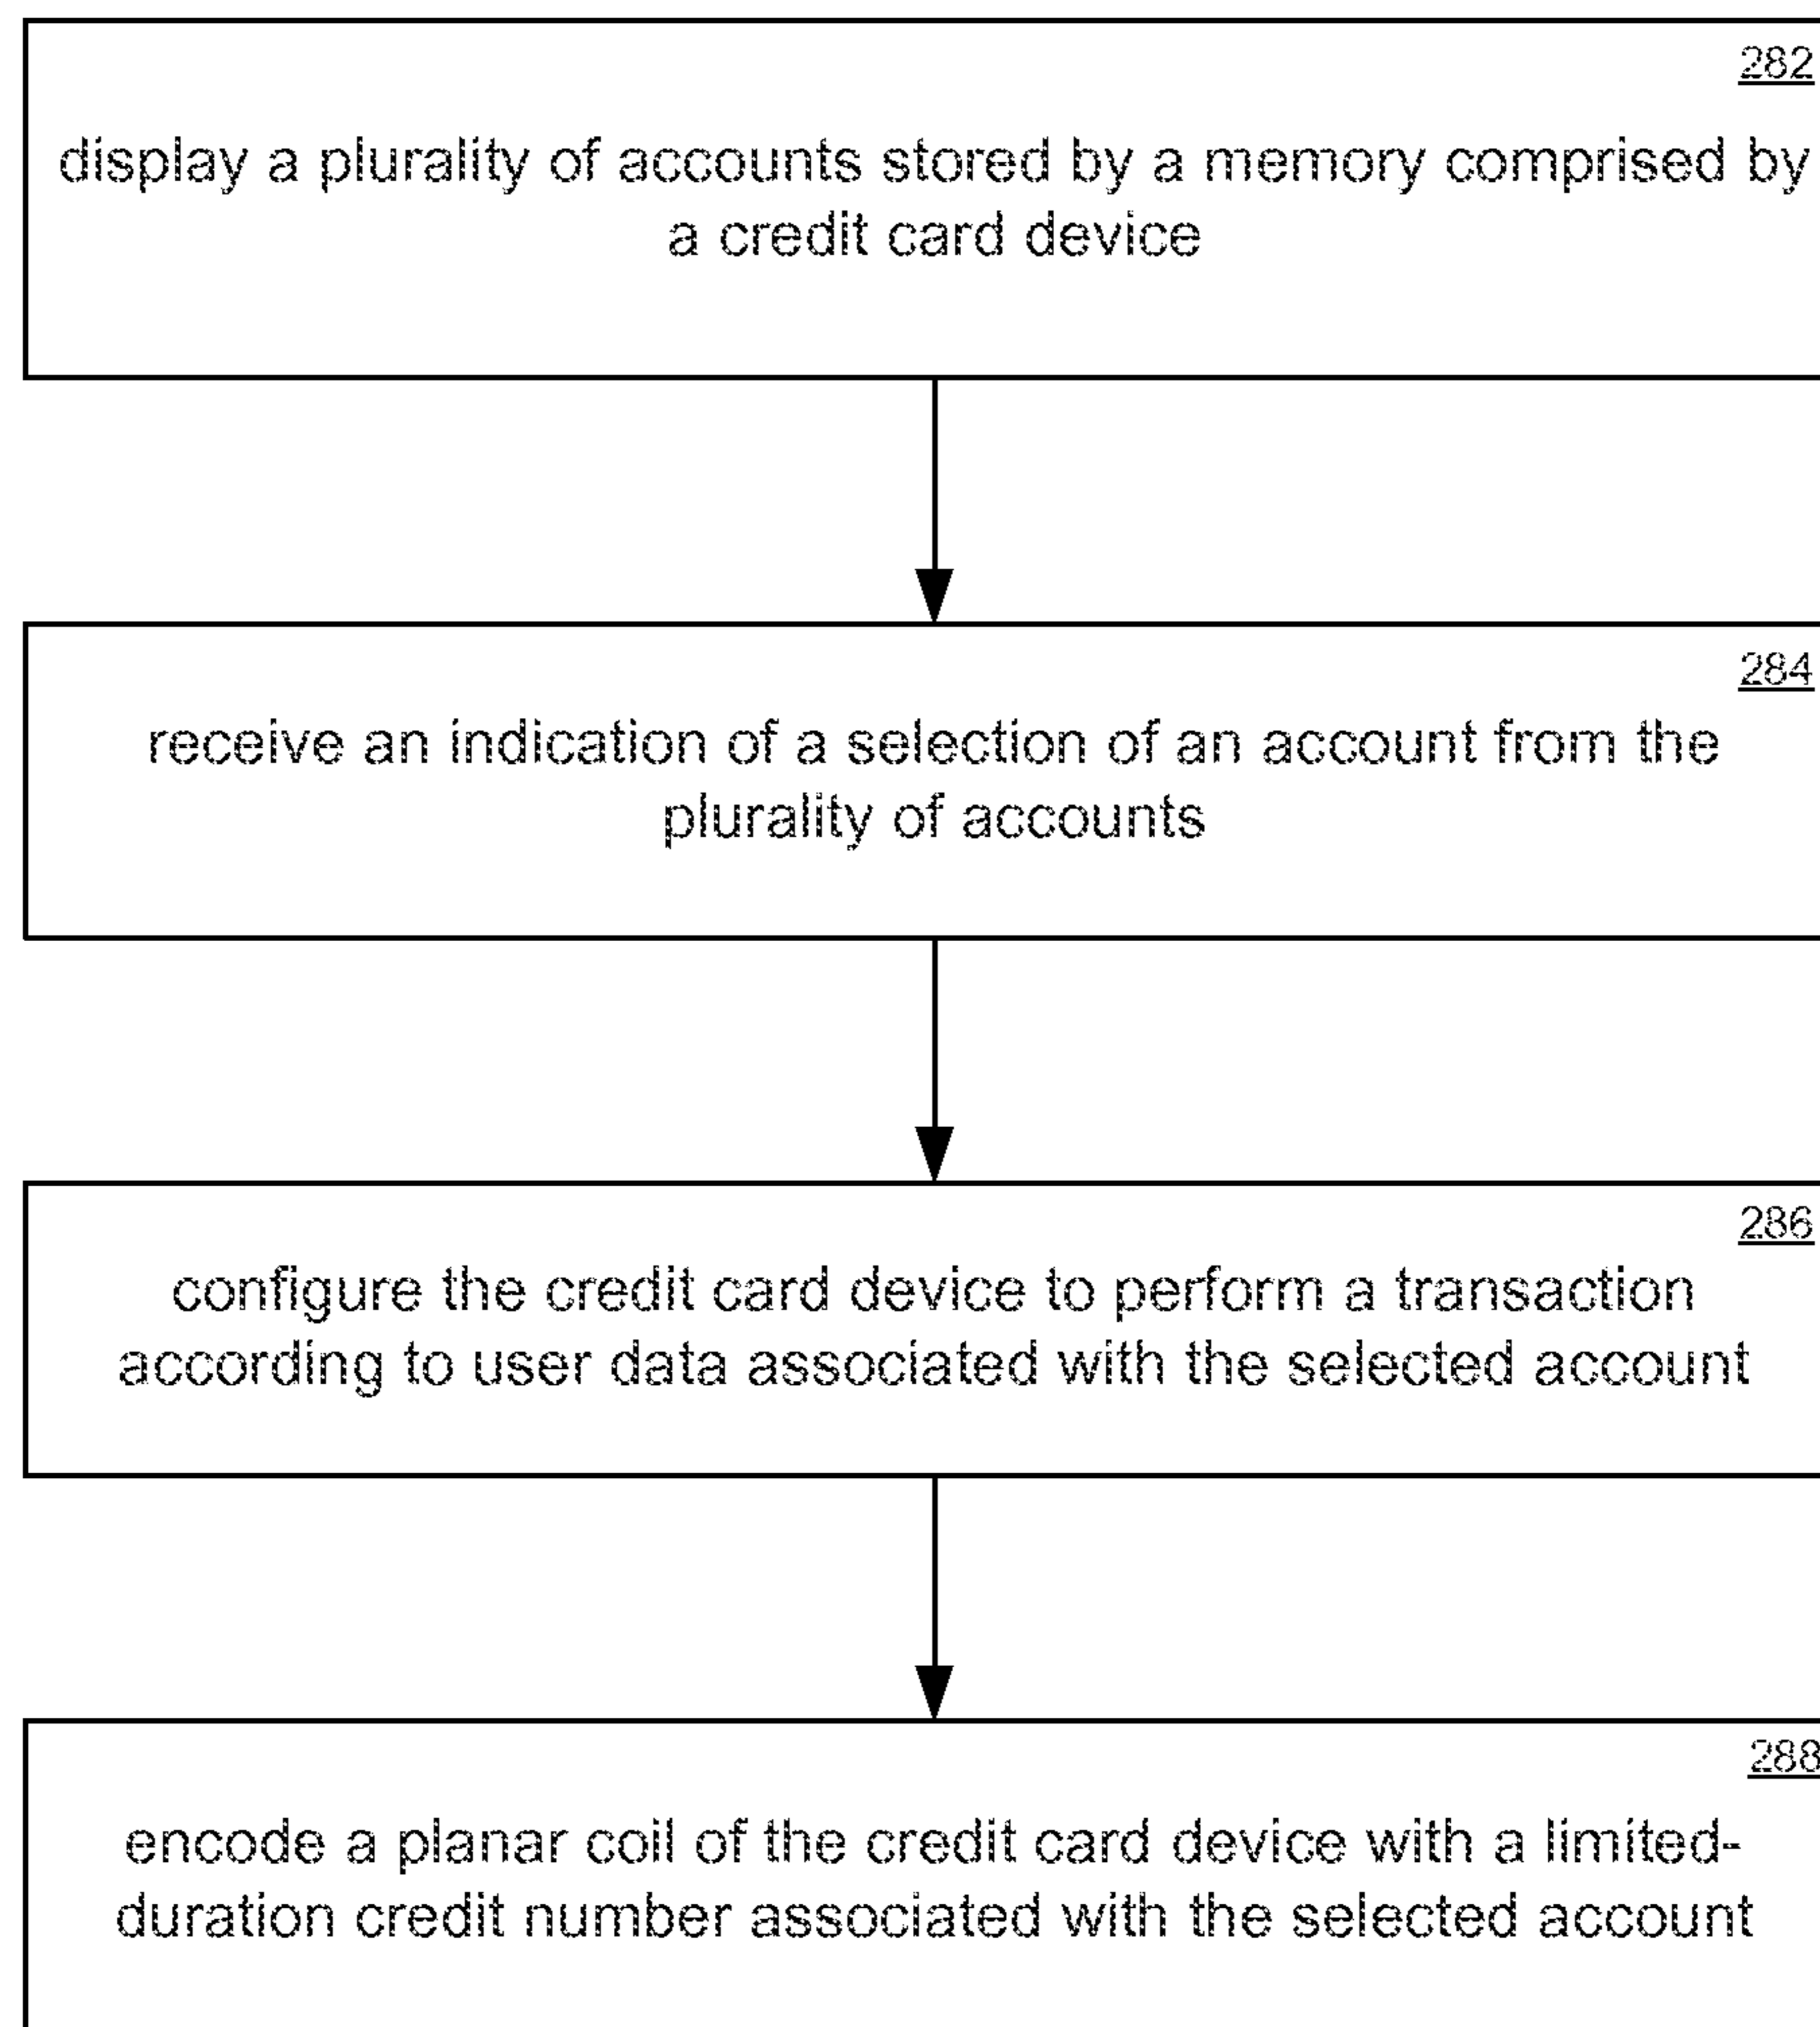 282
display a plurality of accounts stored by a memory comprised by
a credit card device
284
receive an indication of a selection of an account from the
plurality of accounts
286
configure the credit card device to perform a transaction
according to user data associated with the selected account
288
encode a planar coil of the credit card device with a limited-
duration credit number associated with the selected account